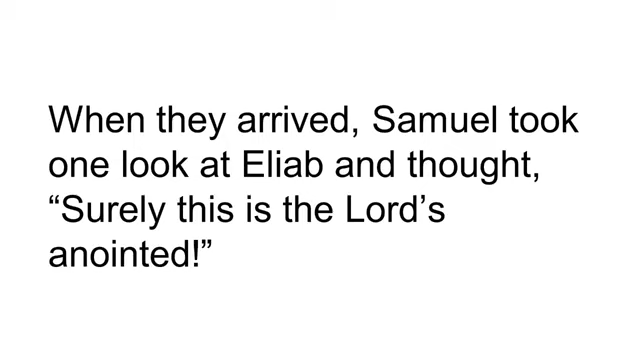 When they arrived, Samuel took
one look at Eliab and thought,
“Surely this is the Lord’s
anointed!”